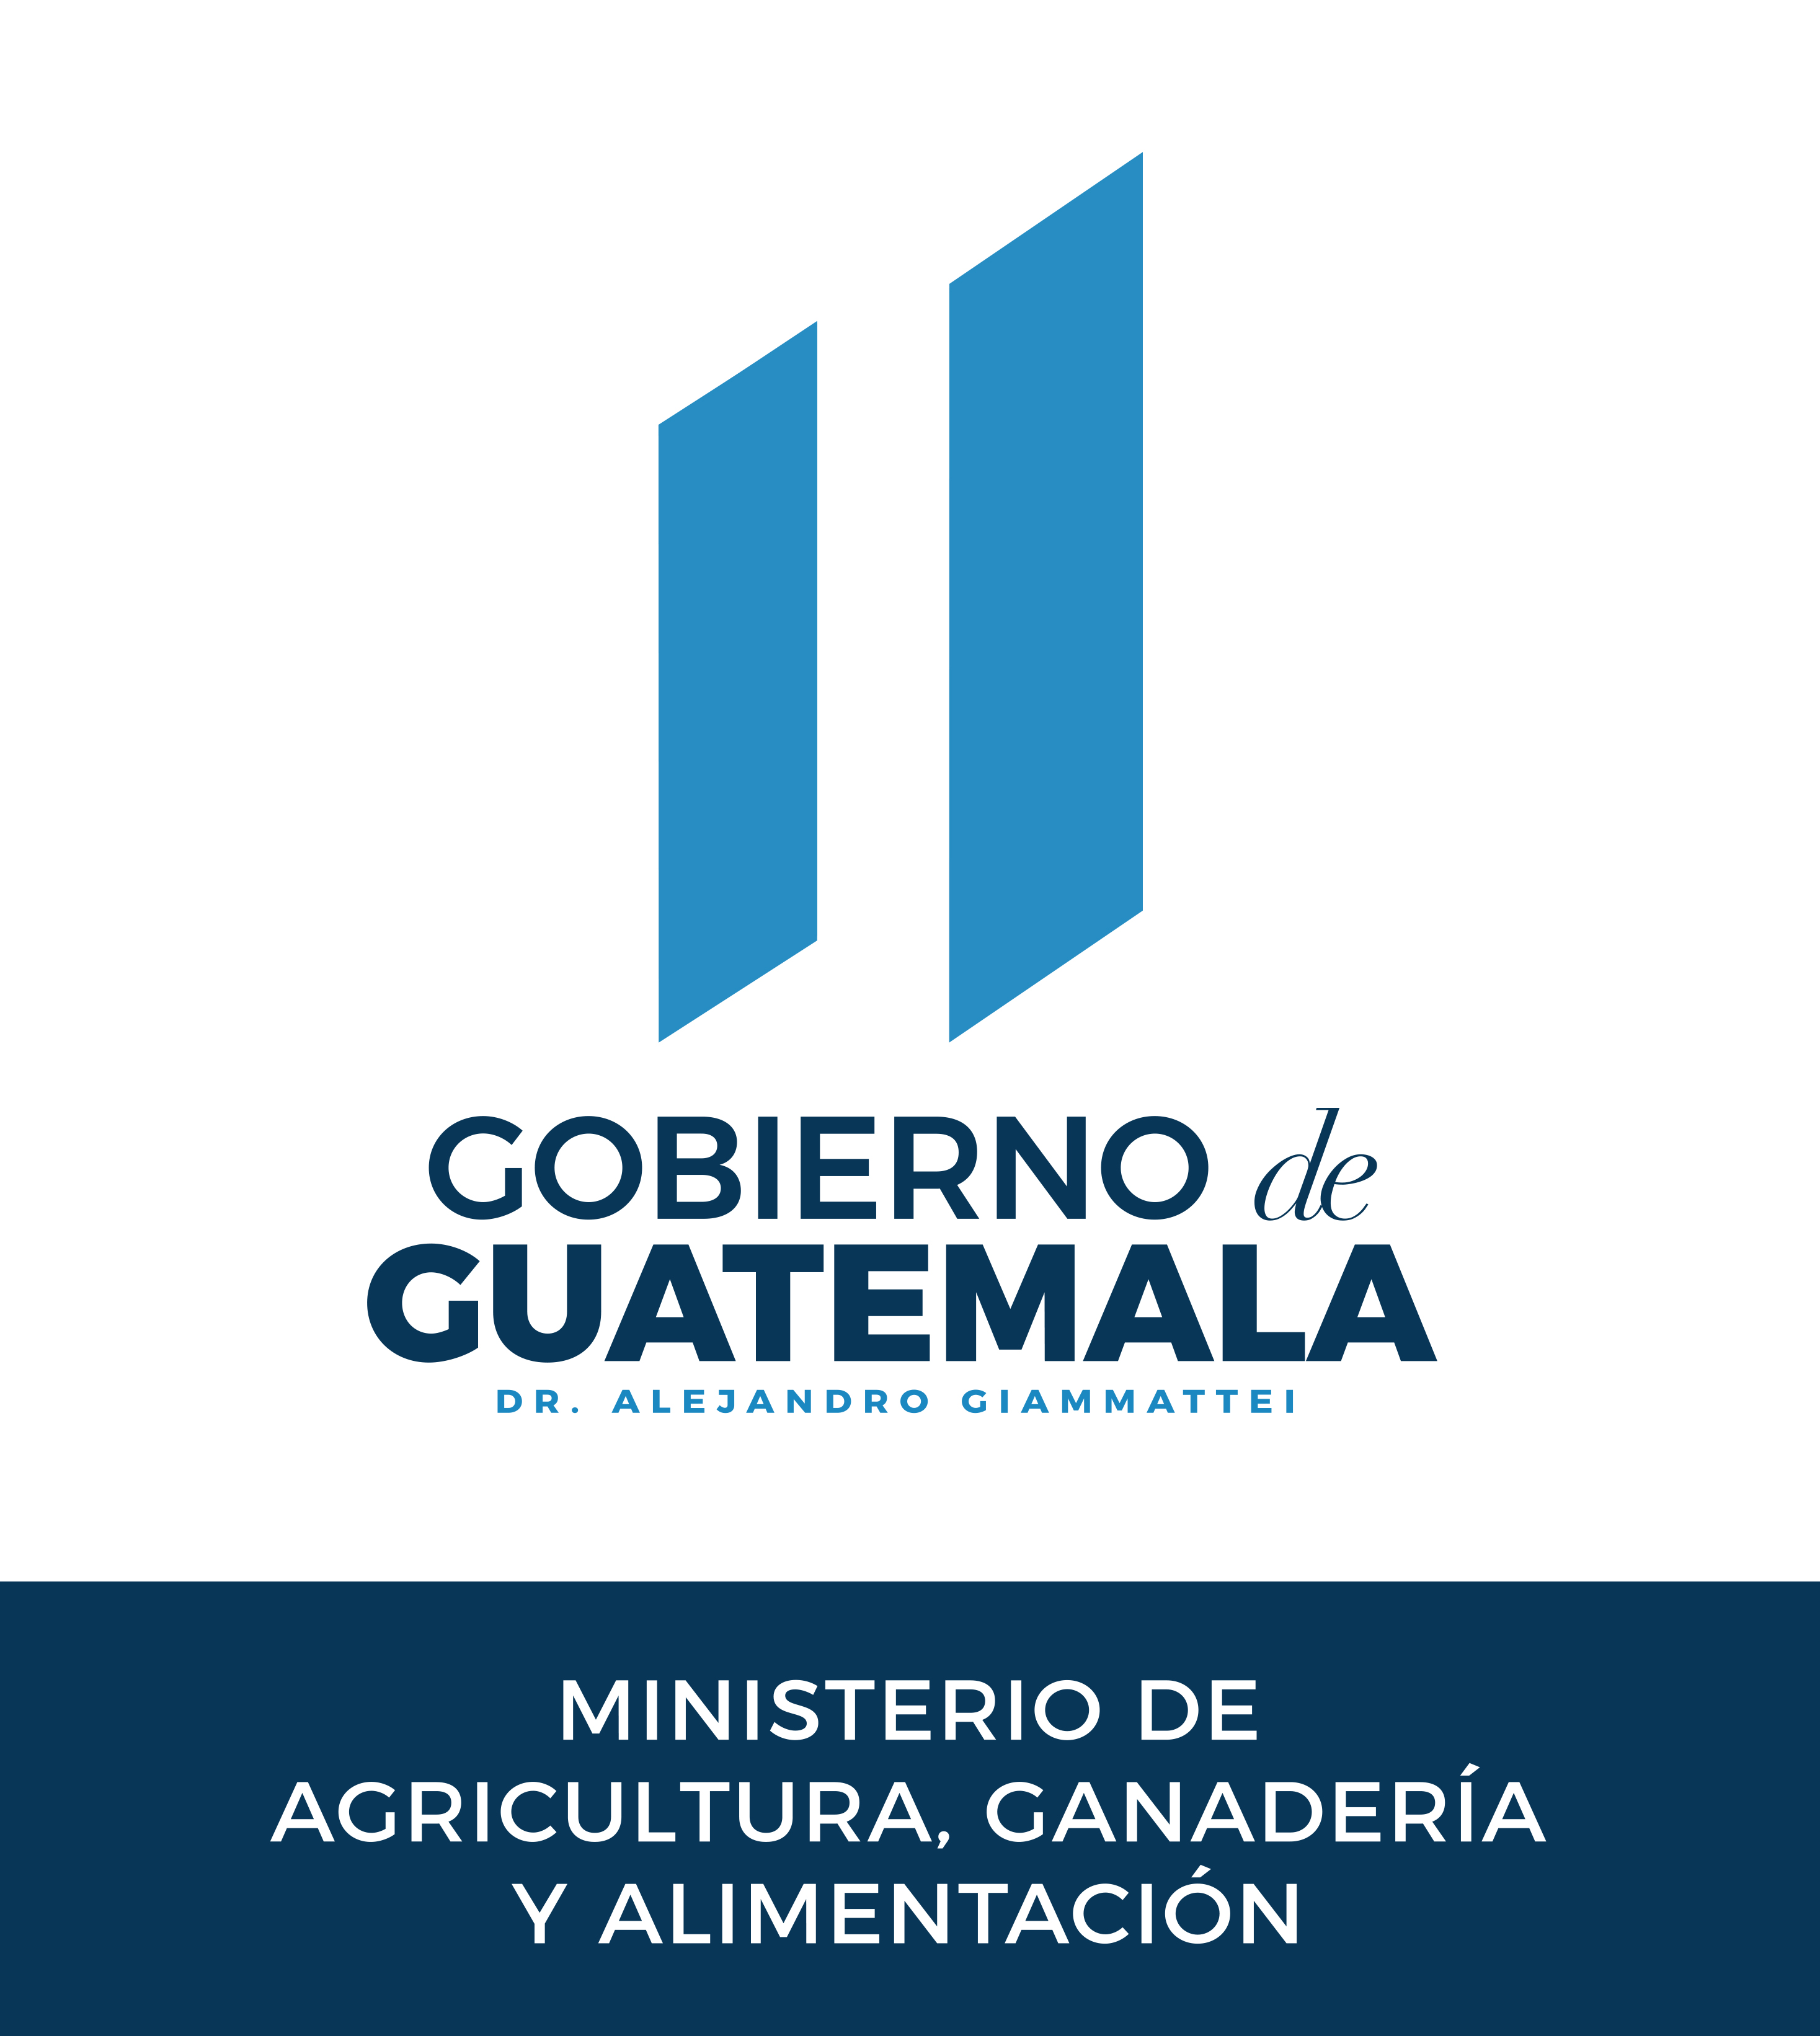 GOBIERNO de
GUATEMALA
DR. ALEJANDRO GIAMMATTEI
MINISTERIO DE
AGRICULTURA, GANADERÍA
Y ALIMENTACIÓN